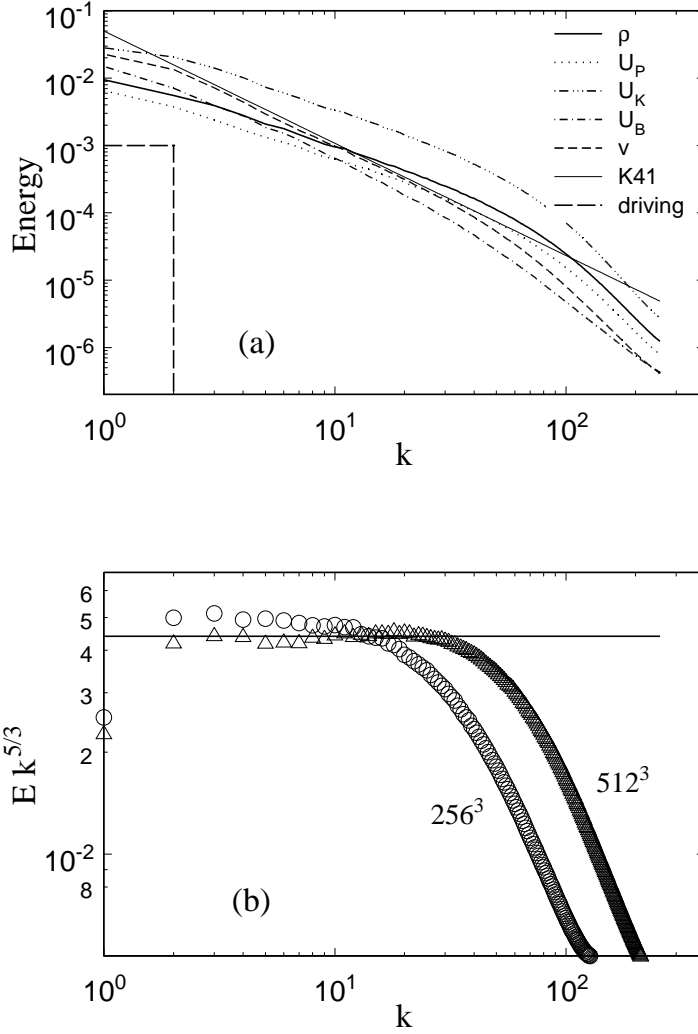 10^-1
10^-2
10^-3
10^-4
10^-5
10^-6
Energy
ρ
U_P
U_K
U_B
v
K41
driving
(a)
10^0
10^1
10^2
k
6
5
4
3
2
10^-2
8
E k^5/3
256^3
512^3
(b)
10^0
10^1
10^2
k